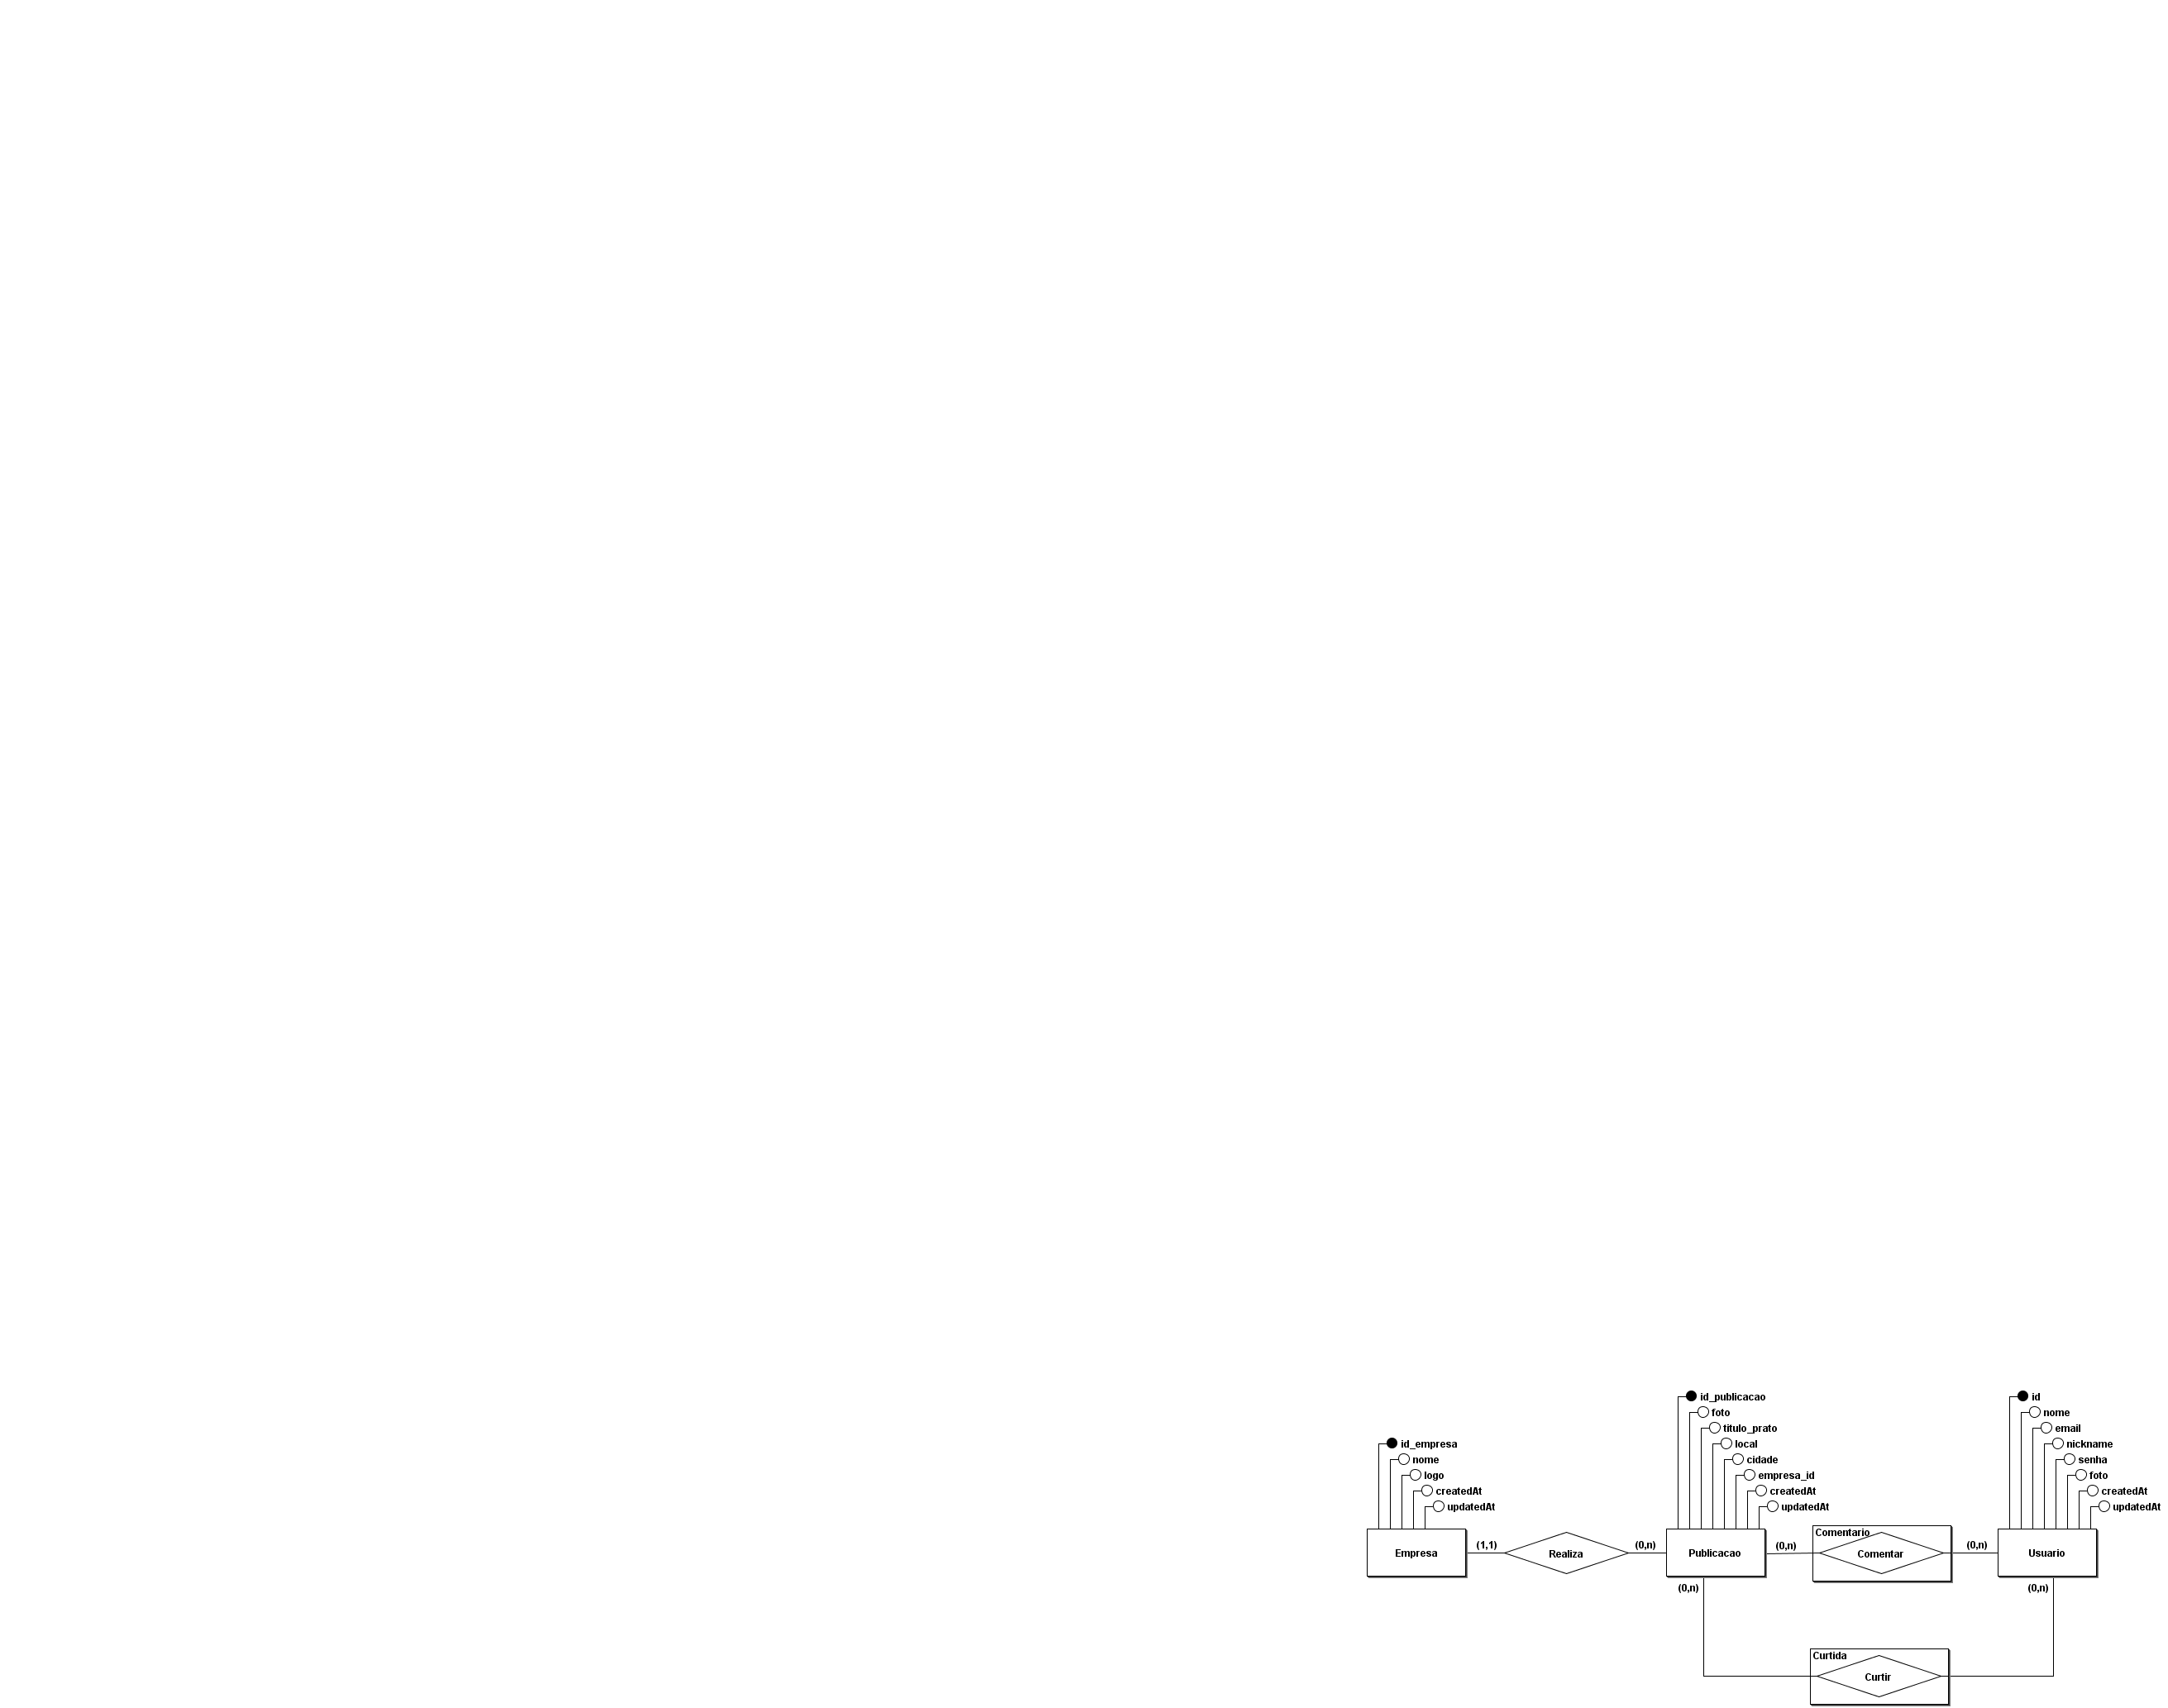 id_empresa
nome
logo
createdAt
updatedAt
Empresa
(1,1)
Realiza
(0,n)
id_publicacao
foto
titulo_prato
local
cidade
empresa_id
createdAt
updatedAt
Publicacao
(0,n)
Comentario
Comentar
(0,n)
id
nome
email
nickname
senha
foto
createdAt
updatedAt
Usuario
(0,n)
(0,n)
Curtida
Curtir